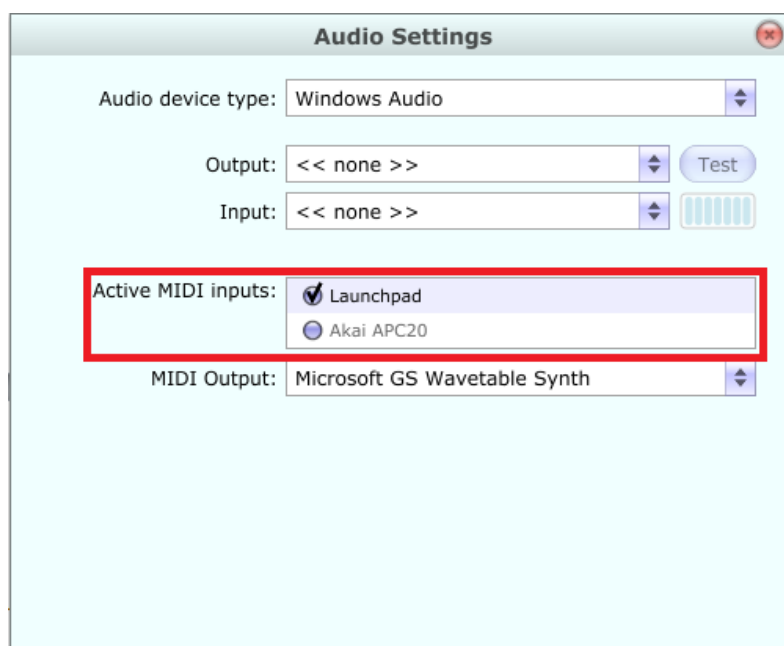 Audio Settings
Audio device type: Windows Audio
Output: << none >> Test
Input: << none >>
Active MIDI inputs: Launchpad
Akai APC20
MIDI Output: Microsoft GS Wavetable Synth